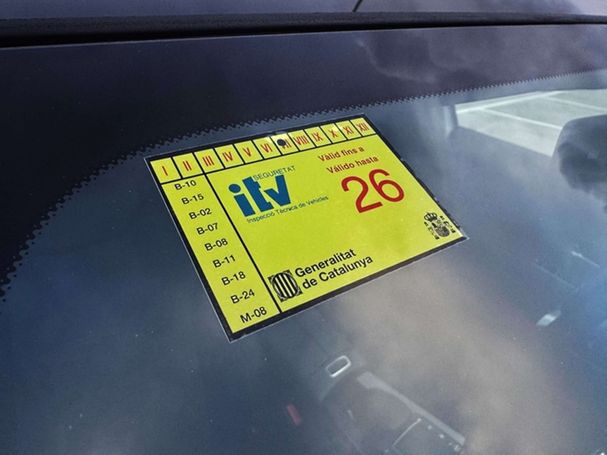 I II III IV V VI VII VIII IX X XI XII
B-10
B-15
B-02
B-07
B-08
B-11
B-18
B-24
M-08
SEGURETAT
itv
Inspecció Tècnica de Vehicles
Vàlid fins a
Válido hasta
26
Generalitat
de Catalunya